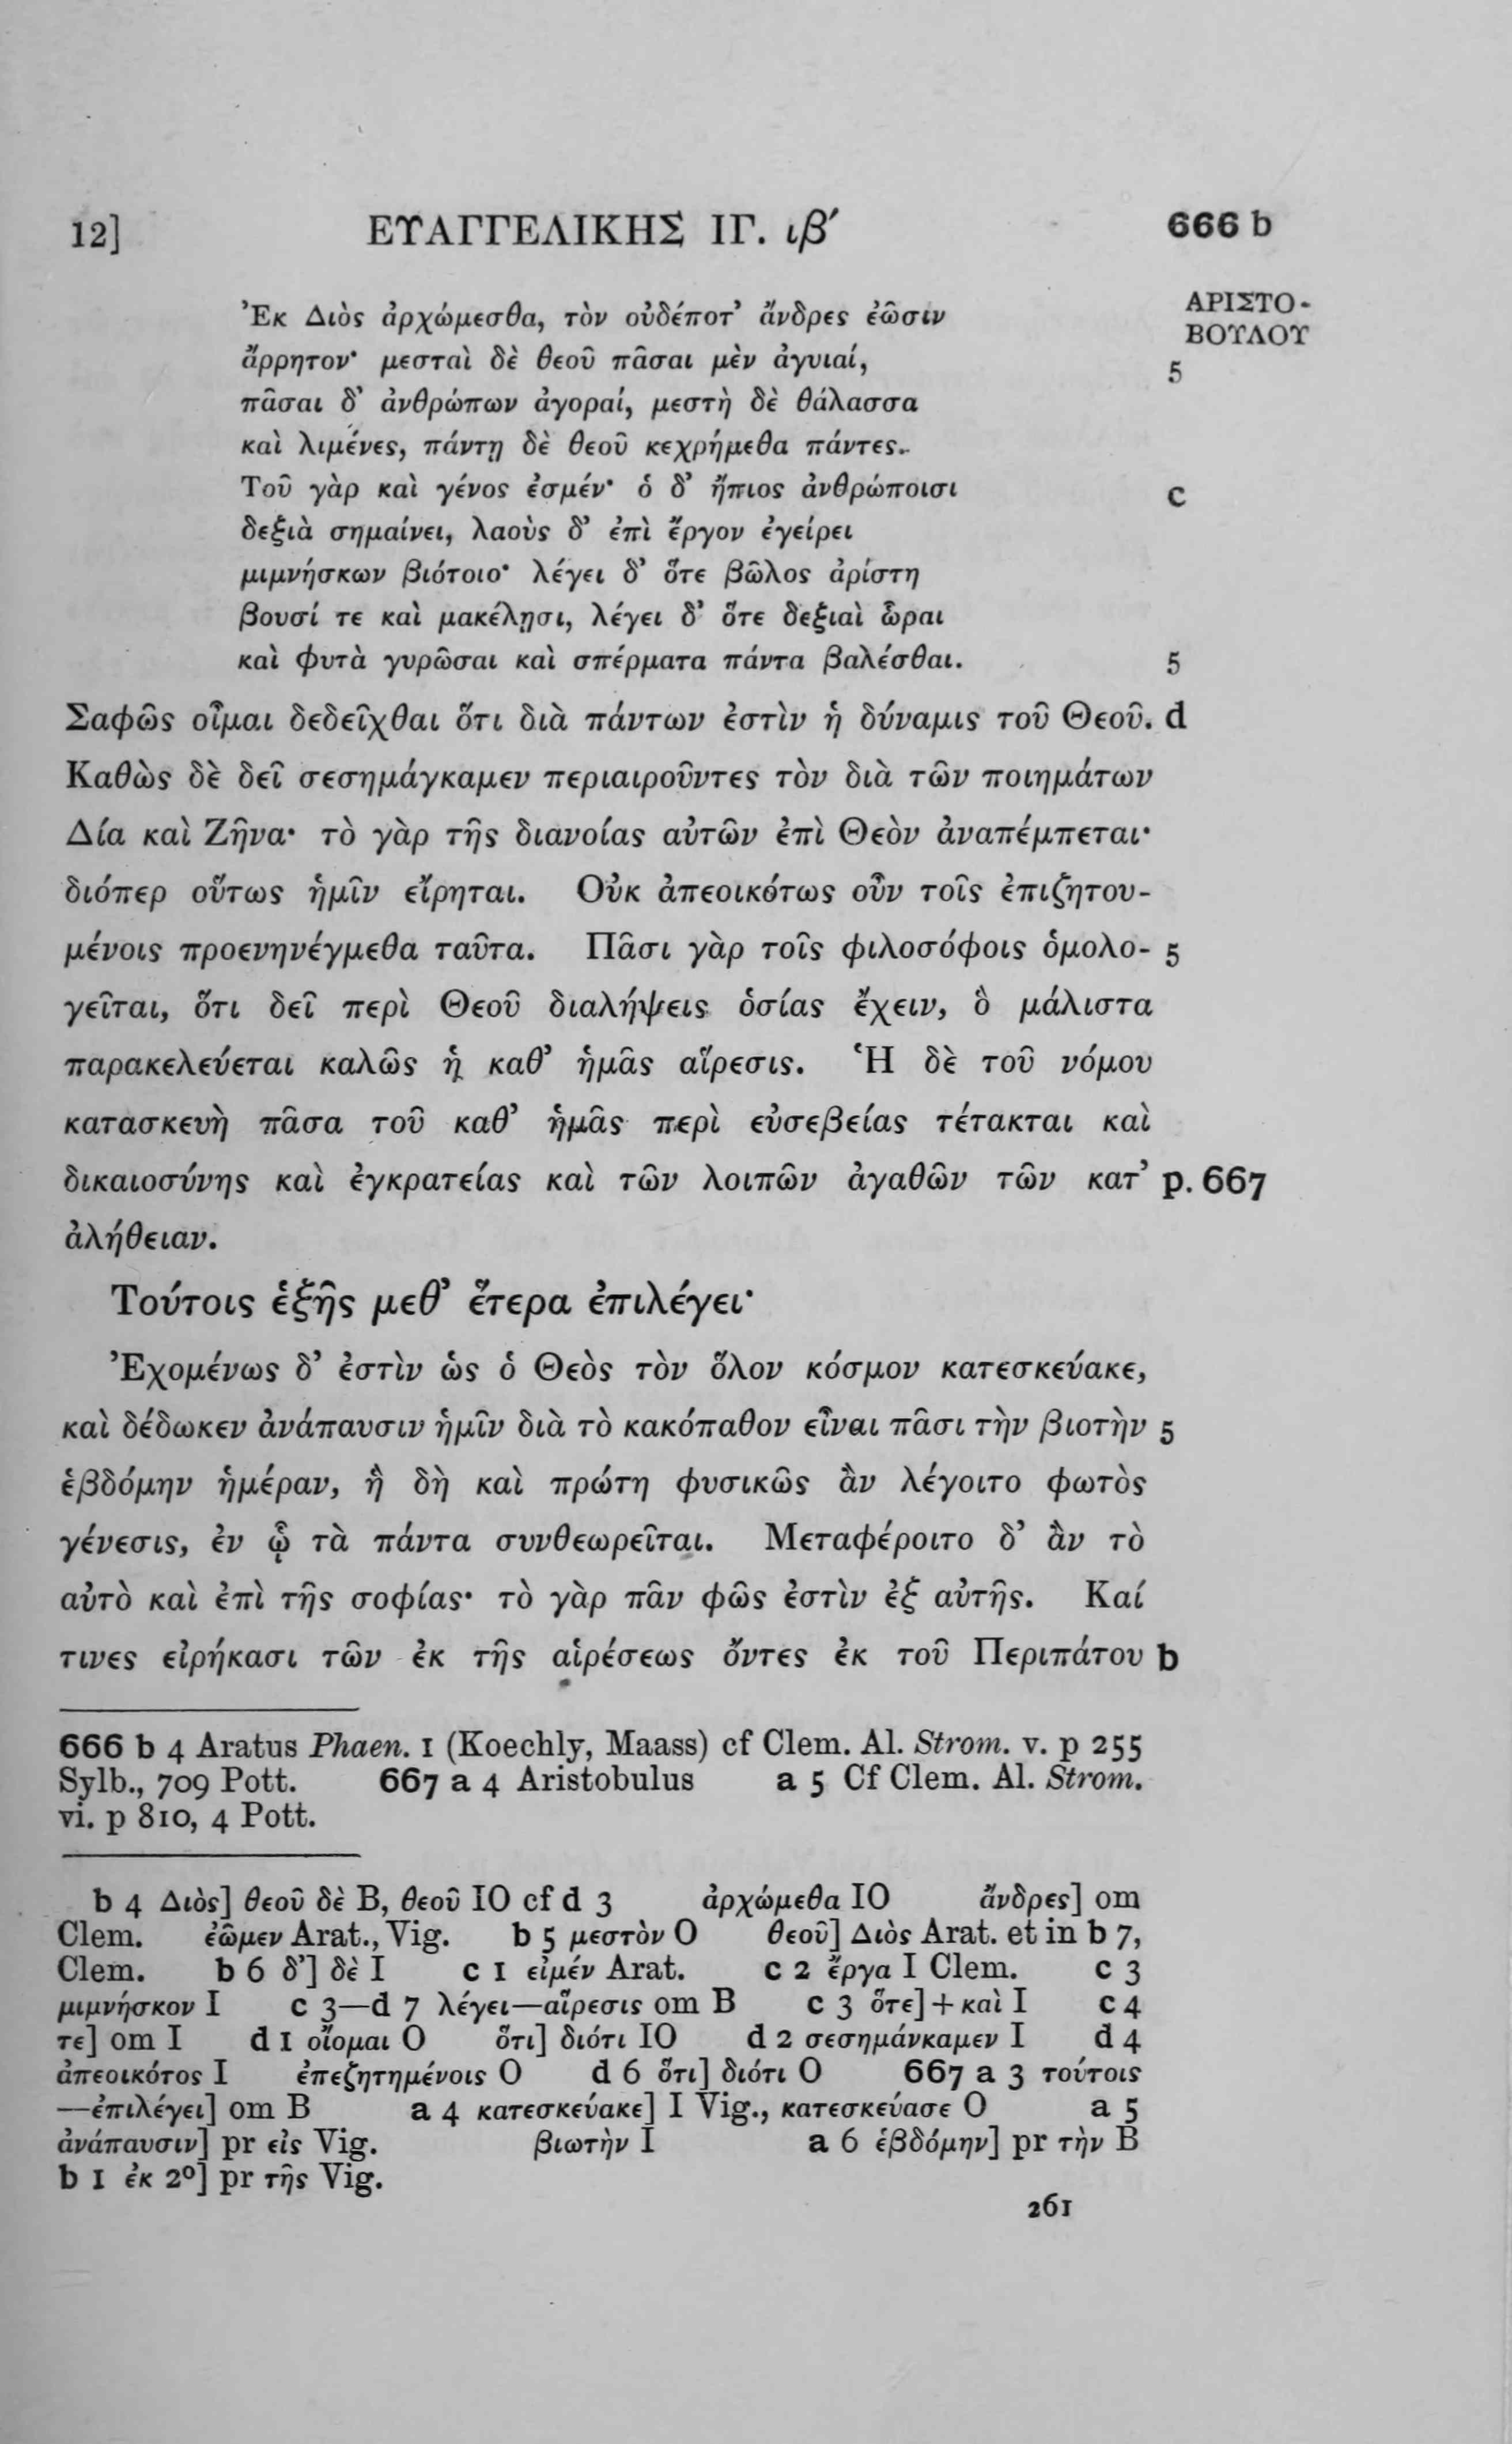 12] ΕΥΑΓΓΕΛΙΚΗΣ ΙΓ. ιβ′ 666 b
ΑΡΙΣΤΟ-
ΒΟΥΛΟΥ
Ἐκ Διὸς ἀρχώμεσθα, τὸν οὐδέποτ’ ἄνδρες ἐῶσιν
ἄρρητον· μεσταὶ δὲ θεοῦ πᾶσαι μὲν ἀγυιαί, 5
πᾶσαι δ’ ἀνθρώπων ἀγοραί, μεστὴ δὲ θάλασσα
καὶ λιμένες, πάντῃ δὲ θεοῦ κεχρήμεθα πάντες.
Τοῦ γὰρ καὶ γένος ἐσμέν· ὁ δ’ ἤπιος ἀνθρώποισι c
δεξιὰ σημαίνει, λαοὺς δ’ ἐπὶ ἔργον ἐγείρει
μιμνήσκων βιότοιο· λέγει δ’ ὅτε βῶλος ἀρίστη
βουσί τε καὶ μακέλῃσι, λέγει δ’ ὅτε δεξιαὶ ὧραι
καὶ φυτὰ γυρῶσαι καὶ σπέρματα πάντα βαλέσθαι. 5
Σαφῶς οἶμαι δεδεῖχθαι ὅτι διὰ πάντων ἐστὶν ἡ δύναμις τοῦ Θεοῦ. d
Καθὼς δὲ δεῖ σεσημάγκαμεν περιαιροῦντες τὸν διὰ τῶν ποιημάτων
Δία καὶ Ζῆνα· τὸ γὰρ τῆς διανοίας αὐτῶν ἐπὶ Θεὸν ἀναπέμπεται·
διόπερ οὕτως ἡμῖν εἴρηται. Οὐκ ἀπεοικότως οὖν τοῖς ἐπιζητου-
μένοις προενηνέγμεθα ταῦτα. Πᾶσι γὰρ τοῖς φιλοσόφοις ὁμολο- 5
γεῖται, ὅτι δεῖ περὶ Θεοῦ διαλήψεις ὁσίας ἔχειν, ὃ μάλιστα
παρακελεύεται καλῶς ἡ καθ’ ἡμᾶς αἵρεσις. Ἡ δὲ τοῦ νόμου
κατασκευὴ πᾶσα τοῦ καθ’ ἡμᾶς περὶ εὐσεβείας τέτακται καὶ
δικαιοσύνης καὶ ἐγκρατείας καὶ τῶν λοιπῶν ἀγαθῶν τῶν κατ’ p. 667
ἀλήθειαν.
Τούτοις ἑξῆς μεθ’ ἕτερα ἐπιλέγει·
Ἐχομένως δ’ ἐστὶν ὡς ὁ Θεὸς τὸν ὅλον κόσμον κατεσκεύακε,
καὶ δέδωκεν ἀνάπαυσιν ἡμῖν διὰ τὸ κακόπαθον εἶναι πᾶσι τὴν βιοτὴν 5
ἑβδόμην ἡμέραν, ἣ δὴ καὶ πρώτη φυσικῶς ἂν λέγοιτο φωτὸς
γένεσις, ἐν ᾧ τὰ πάντα συνθεωρεῖται. Μεταφέροιτο δ’ ἂν τὸ
αὐτὸ καὶ ἐπὶ τῆς σοφίας· τὸ γὰρ πᾶν φῶς ἐστὶν ἐξ αὐτῆς. Καί
τινες εἰρήκασι τῶν ἐκ τῆς αἱρέσεως ὄντες ἐκ τοῦ Περιπάτου b
666 b 4 Aratus Phaen. 1 (Koechly, Maass) cf Clem. Al. Strom. v. p 255
Sylb., 709 Pott. 667 a 4 Aristobulus a 5 Cf Clem. Al. Strom.
vi. p 810, 4 Pott.
b 4 Διὸς] θεοῦ δὲ B, θεοῦ IO cf d 3 ἀρχώμεθα IO ἄνδρες] om
Clem. ἐῶμεν Arat., Vig. b 5 μεστὸν O θεοῦ] Διὸς Arat. et in b 7,
Clem. b 6 δ’] δὲ I c 1 εἰμέν Arat. c 2 ἔργα I Clem. c 3
μιμνήσκον I c 3—d 7 λέγει—αἵρεσις om B c 3 ὅτε] + καὶ I c 4
τε] om I d 1 οἴομαι O ὅτι] διότι IO d 2 σεσημάνκαμεν I d 4
ἀπεοικότος I ἐπεζητημένοις O d 6 ὅτι] διότι O 667 a 3 τούτοις
—ἐπιλέγει] om B a 4 κατεσκεύακε] I Vig., κατεσκεύασε O a 5
ἀνάπαυσιν] pr εἰς Vig. βιωτὴν I a 6 ἑβδόμην] pr τὴν B
b 1 ἐκ 2º] pr τῆς Vig.
261